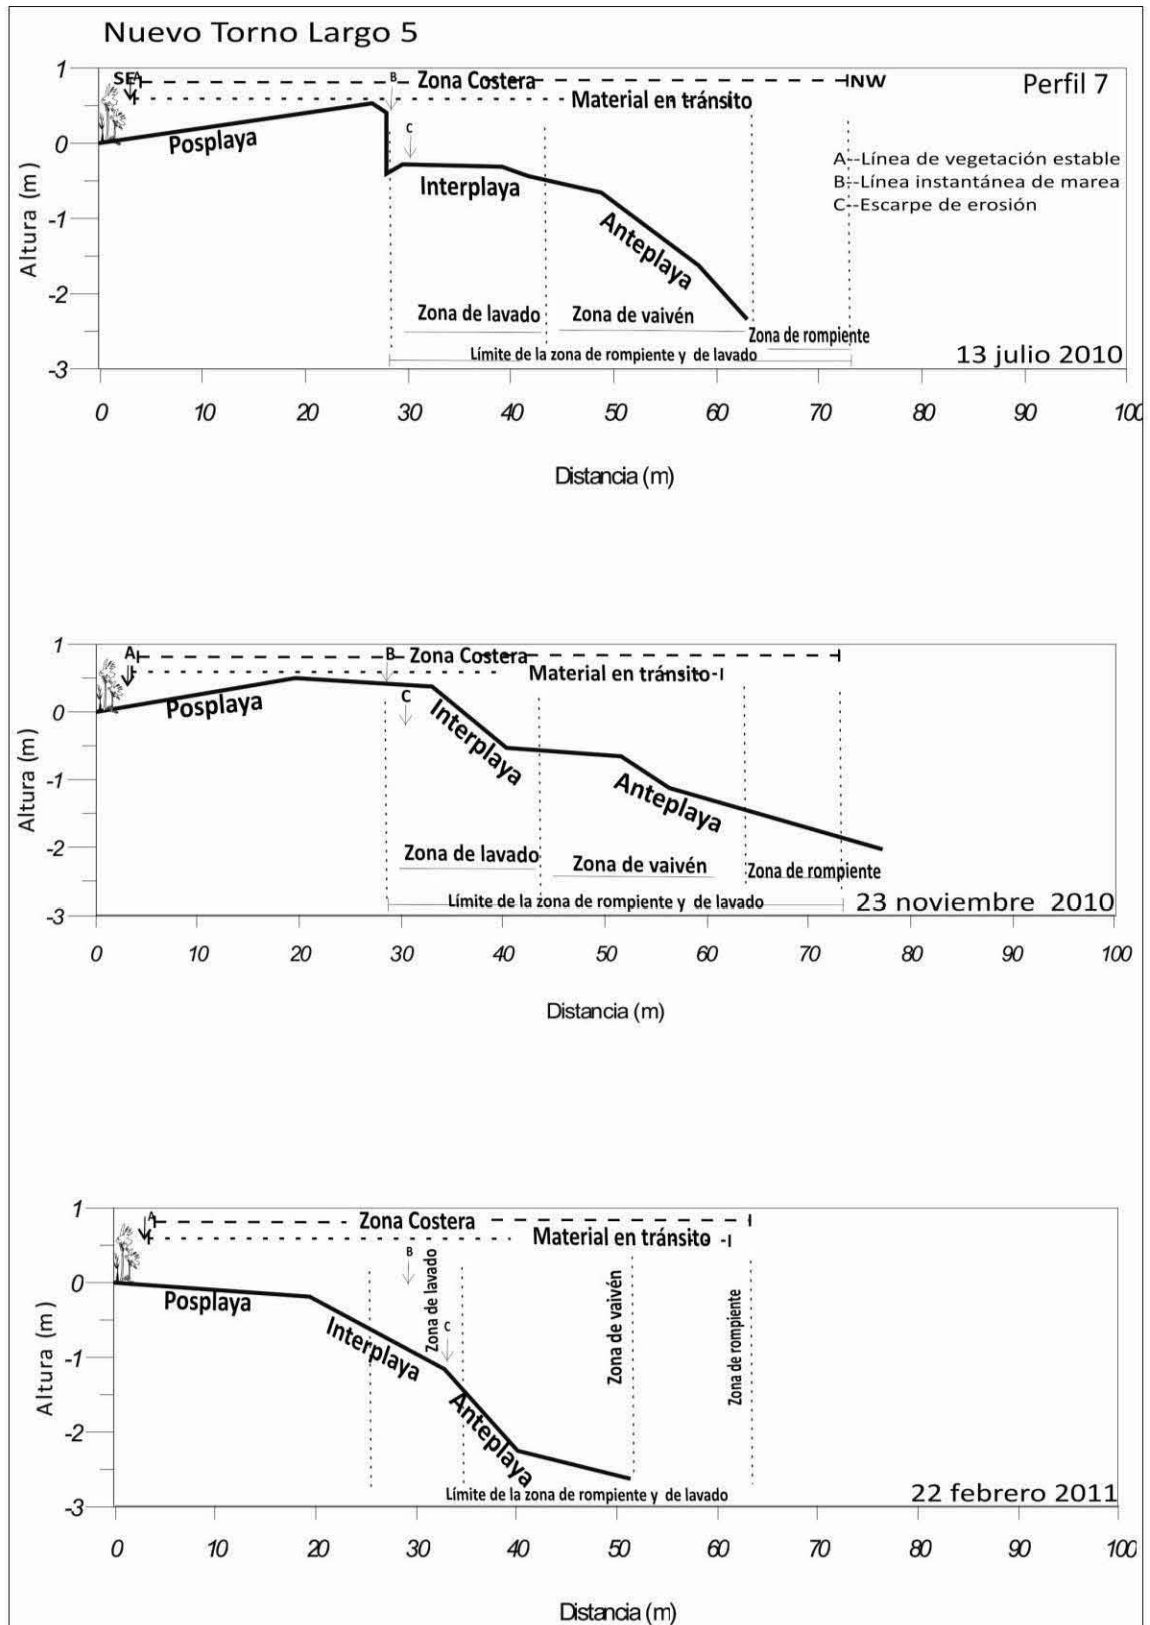 Nuevo Torno Largo 5
Perfil 7
SE A B Zona Costera NW
Material en tránsito
C
Posplaya
Interplaya
Anteplaya
A--Línea de vegetación estable
B--Línea instantánea de marea
C--Escarpe de erosión
Zona de lavado Zona de vaivén
Zona de rompiente
Límite de la zona de rompiente y de lavado
13 julio 2010
Altura (m)
1
0
-1
-2
-3
0 10 20 30 40 50 60 70 80 90 100
Distancia (m)
A B Zona Costera
Material en tránsito
C
Posplaya
Interplaya
Anteplaya
Zona de lavado Zona de vaivén Zona de rompiente
Límite de la zona de rompiente y de lavado
23 noviembre 2010
Altura (m)
1
0
-1
-2
-3
0 10 20 30 40 50 60 70 80 90 100
Distancia (m)
A Zona Costera
Material en tránsito
B
C
Posplaya
Interplaya
Anteplaya
Zona de lavado
Zona de vaivén
Zona de rompiente
Límite de la zona de rompiente y de lavado
22 febrero 2011
Altura (m)
1
0
-1
-2
-3
0 10 20 30 40 50 60 70 80 90 100
Distancia (m)